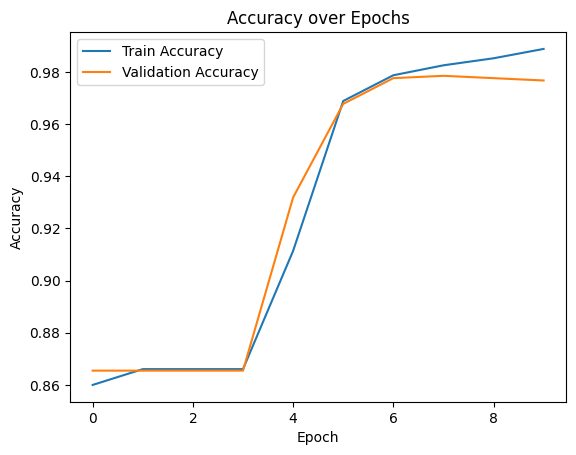 Accuracy over Epochs
Train Accuracy
Validation Accuracy
0.98
0.96
0.94
0.92
0.90
0.88
0.86
Accuracy
0
2
4
6
8
Epoch